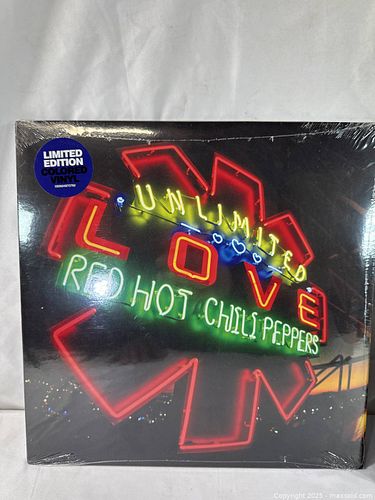 LIMITED
EDITION
COLORED
VINYL
UNLIMITED
LOVE
RED HOT CHILI PEPPERS
Copyright 2025 - maxsold.com